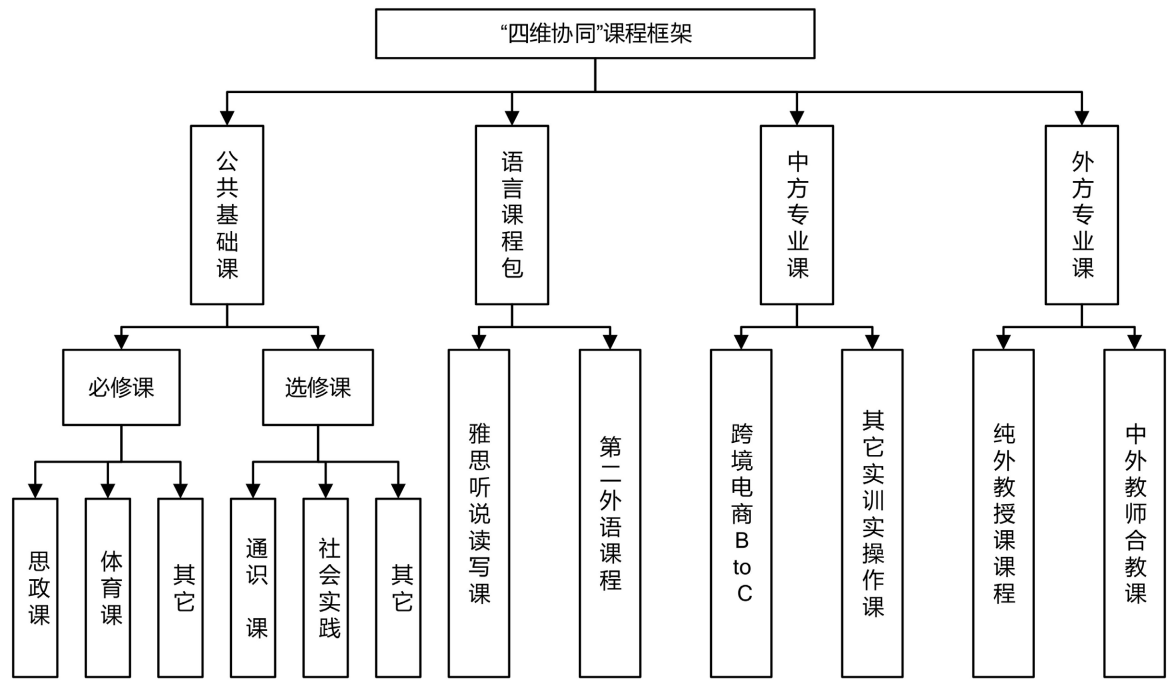 “四维协同”课程框架
公共基础课
语言课程包
中方专业课
外方专业课
必修课
选修课
雅思听说读写课
第二外语课程
跨境电商B to C
其它实训实操作课
纯外教授课课程
中外教师合教课
思政课
体育课
其它
通识 课
社会实践
其它